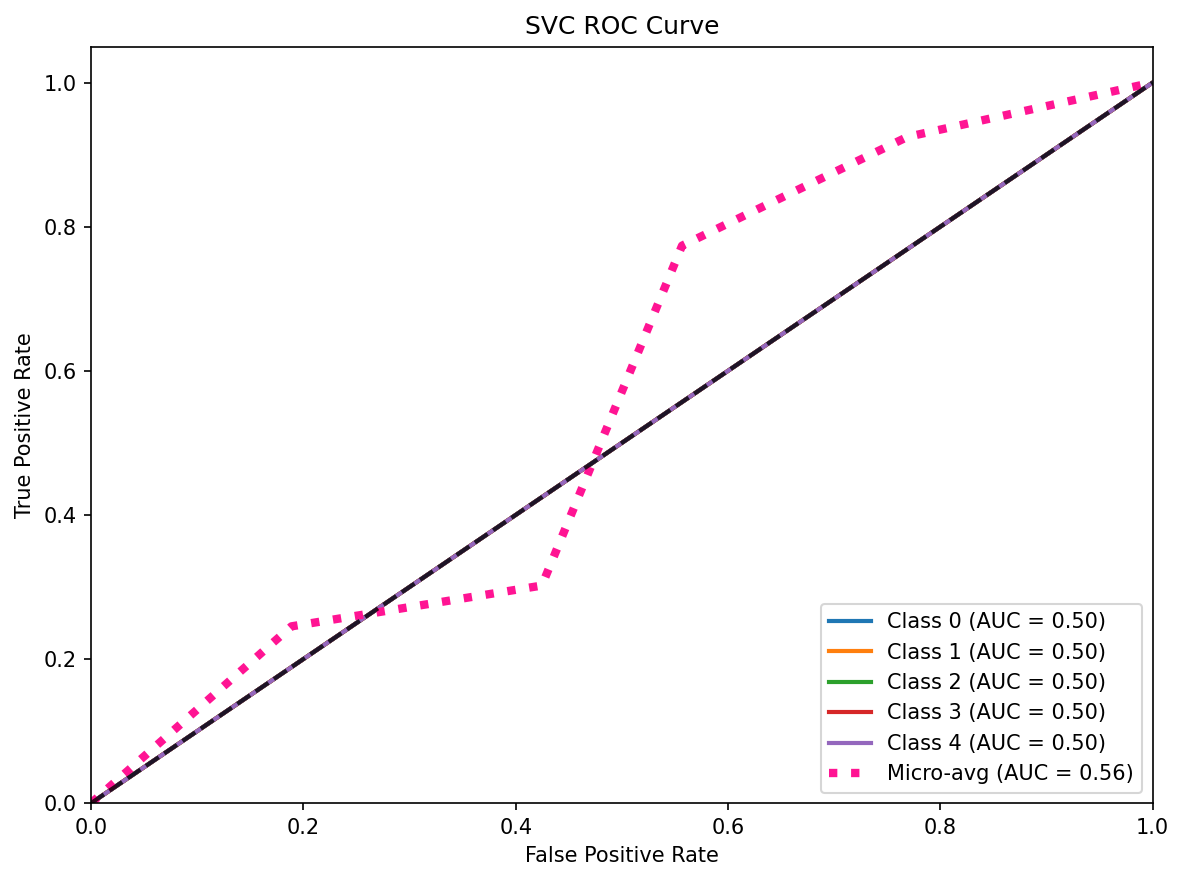 SVC ROC Curve
True Positive Rate
1.0
0.8
0.6
0.4
0.2
0.0
0.0 0.2 0.4 0.6 0.8 1.0
False Positive Rate
Class 0 (AUC = 0.50)
Class 1 (AUC = 0.50)
Class 2 (AUC = 0.50)
Class 3 (AUC = 0.50)
Class 4 (AUC = 0.50)
Micro-avg (AUC = 0.56)